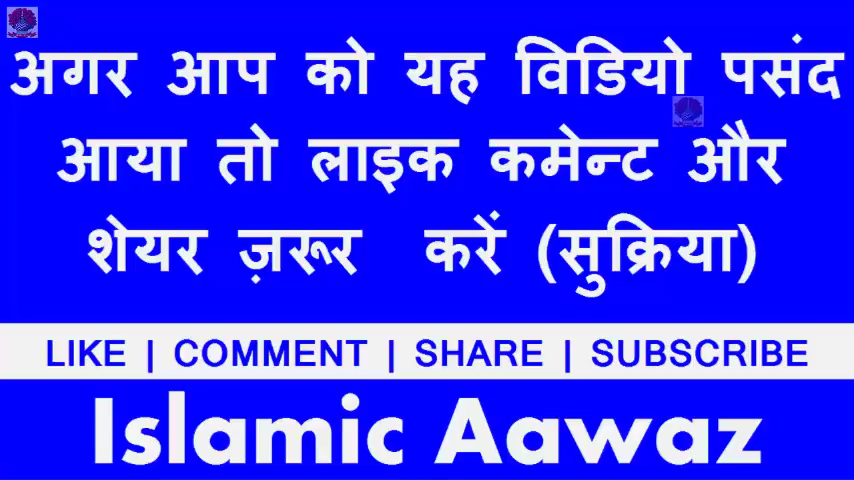 अगर आप को यह विडियो पसंद
आया तो लाइक कमेन्ट और
शेयर ज़रूर करें (सुक्रिया)
LIKE | COMMENT | SHARE | SUBSCRIBE
Islamic Aawaz